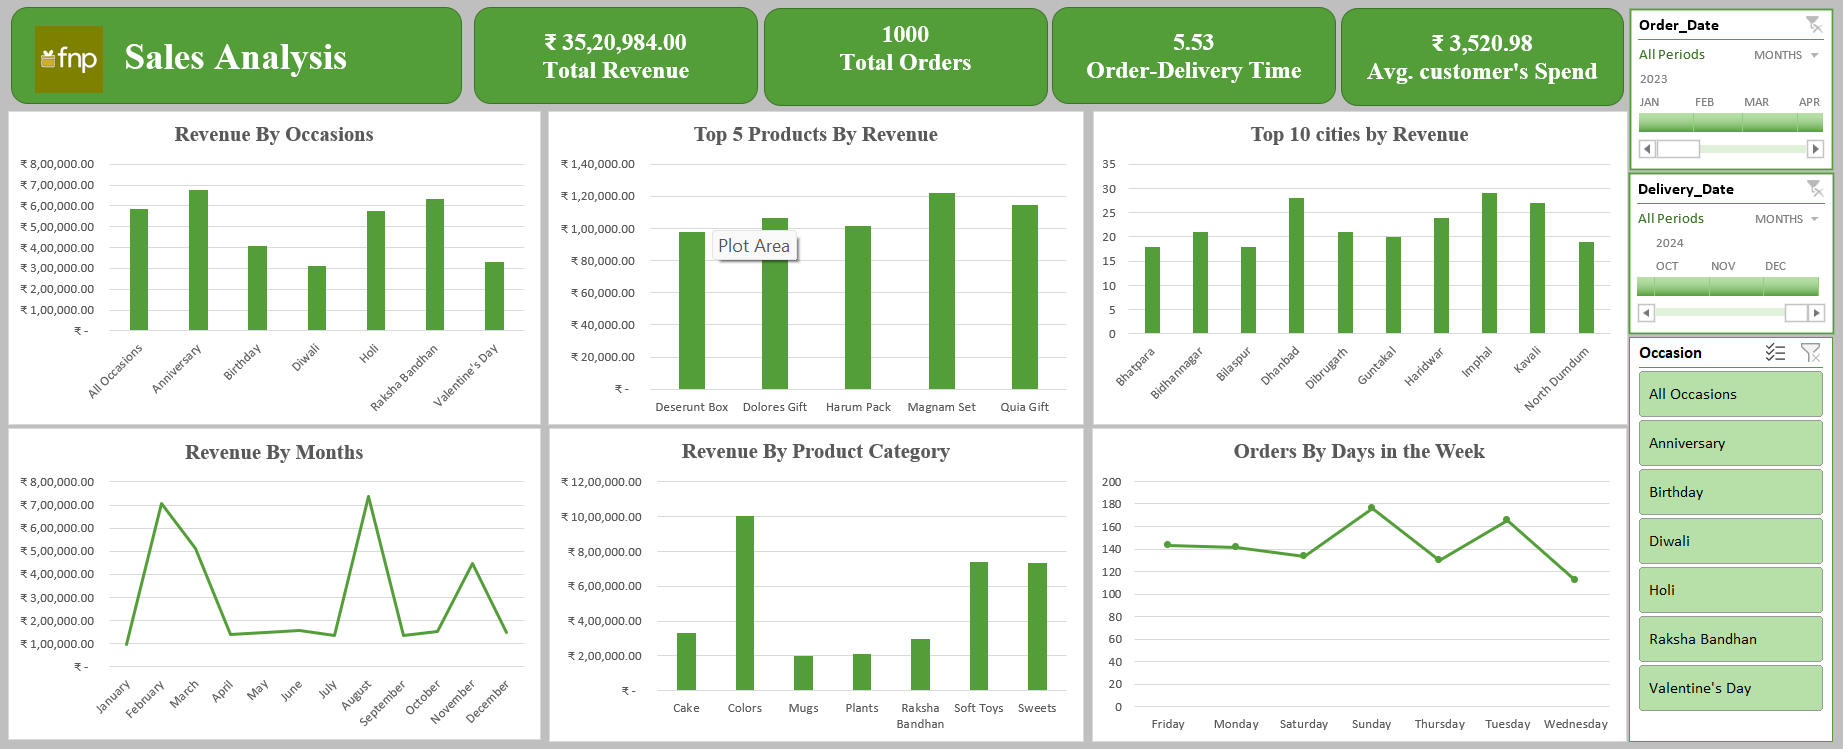 fnp
Sales Analysis
₹ 35,20,984.00
Total Revenue
1000
Total Orders
5.53
Order-Delivery Time
₹ 3,520.98
Avg. customer's Spend
Order_Date
All Periods MONTHS
2023
JAN FEB MAR APR
Delivery_Date
All Periods MONTHS
2024
OCT NOV DEC
Occasion
All Occasions
Anniversary
Birthday
Diwali
Holi
Raksha Bandhan
Valentine's Day
Revenue By Occasions
₹ 8,00,000.00
₹ 7,00,000.00
₹ 6,00,000.00
₹ 5,00,000.00
₹ 4,00,000.00
₹ 3,00,000.00
₹ 2,00,000.00
₹ 1,00,000.00
₹ -
All Occasions
Anniversary
Birthday
Diwali
Holi
Raksha Bandhan
Valentine's Day
Top 5 Products By Revenue
₹ 1,40,000.00
₹ 1,20,000.00
₹ 1,00,000.00
₹ 80,000.00
₹ 60,000.00
₹ 40,000.00
₹ 20,000.00
₹ -
Plot Area
Deserunt Box Dolores Gift Harum Pack Magnam Set Quia Gift
Top 10 cities by Revenue
35
30
25
20
15
10
5
0
Bhatpara
Bidhannagar
Bilaspur
Dhanbad
Dibrugarh
Guntakal
Haridwar
Imphal
Kavali
North Dumdum
Revenue By Months
₹ 8,00,000.00
₹ 7,00,000.00
₹ 6,00,000.00
₹ 5,00,000.00
₹ 4,00,000.00
₹ 3,00,000.00
₹ 2,00,000.00
₹ 1,00,000.00
₹ -
January
February
March
April
May
June
July
August
September
October
November
December
Revenue By Product Category
₹ 12,00,000.00
₹ 10,00,000.00
₹ 8,00,000.00
₹ 6,00,000.00
₹ 4,00,000.00
₹ 2,00,000.00
₹ -
Cake Colors Mugs Plants Raksha Soft Toys Sweets
Bandhan
Orders By Days in the Week
200
180
160
140
120
100
80
60
40
20
0
Friday Monday Saturday Sunday Thursday Tuesday Wednesday